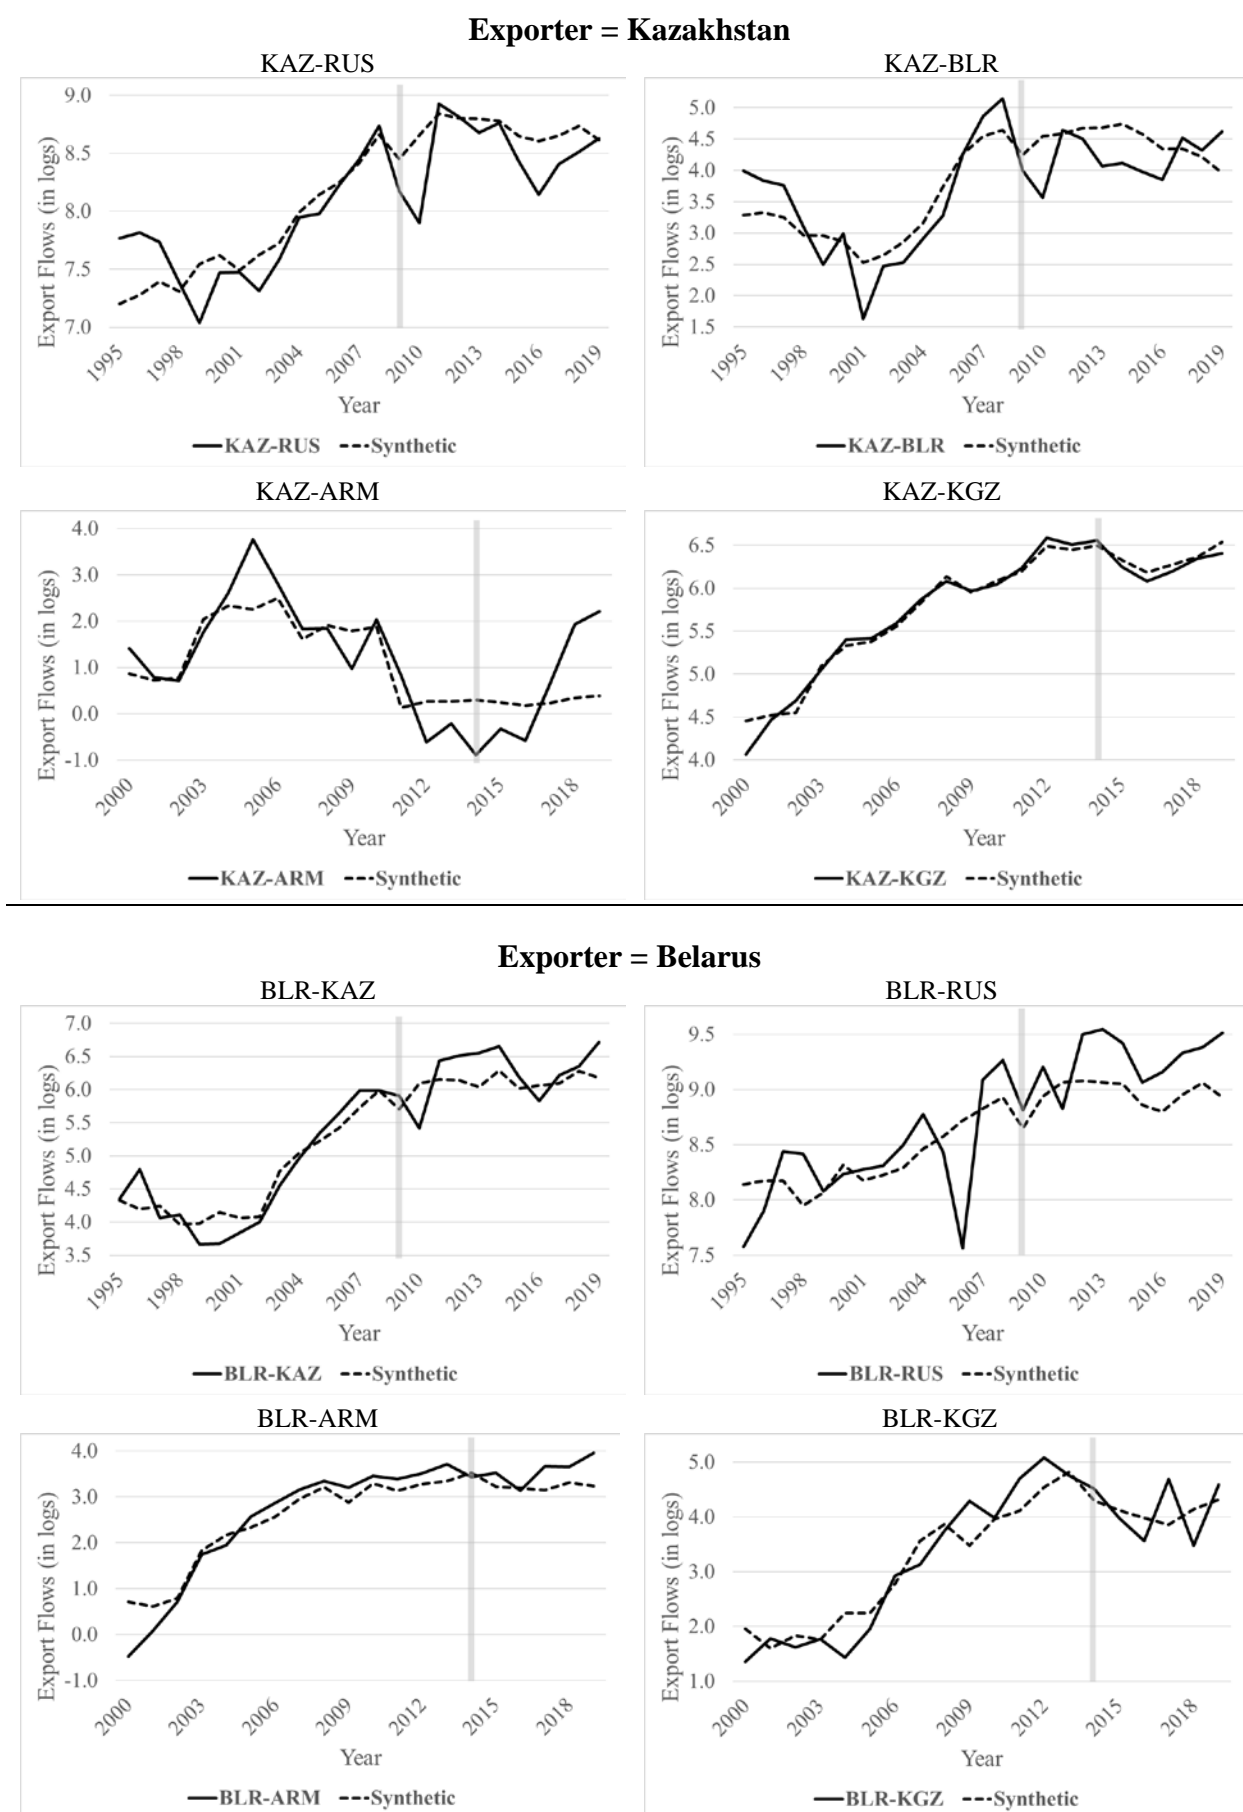 Exporter = Kazakhstan
KAZ-RUS
Export Flows (in logs)
9.0
8.5
8.0
7.5
7.0
1995 1998 2001 2004 2007 2010 2013 2016 2019
Year
KAZ-RUS Synthetic
KAZ-BLR
Export Flows (in logs)
5.0
4.5
4.0
3.5
3.0
2.5
2.0
1.5
1995 1998 2001 2004 2007 2010 2013 2016 2019
Year
KAZ-BLR Synthetic
KAZ-ARM
Export Flows (in logs)
4.0
3.0
2.0
1.0
0.0
-1.0
2000 2003 2006 2009 2012 2015 2018
Year
KAZ-ARM Synthetic
KAZ-KGZ
Export Flows (in logs)
6.5
6.0
5.5
5.0
4.5
4.0
2000 2003 2006 2009 2012 2015 2018
Year
KAZ-KGZ Synthetic
Exporter = Belarus
BLR-KAZ
Export Flows (in logs)
7.0
6.5
6.0
5.5
5.0
4.5
4.0
3.5
1995 1998 2001 2004 2007 2010 2013 2016 2019
Year
BLR-KAZ Synthetic
BLR-RUS
Export Flows (in logs)
9.5
9.0
8.5
8.0
7.5
1995 1998 2001 2004 2007 2010 2013 2016 2019
Year
BLR-RUS Synthetic
BLR-ARM
Export Flows (in logs)
4.0
3.0
2.0
1.0
0.0
-1.0
2000 2003 2006 2009 2012 2015 2018
Year
BLR-ARM Synthetic
BLR-KGZ
Export Flows (in logs)
5.0
4.0
3.0
2.0
1.0
2000 2003 2006 2009 2012 2015 2018
Year
BLR-KGZ Synthetic